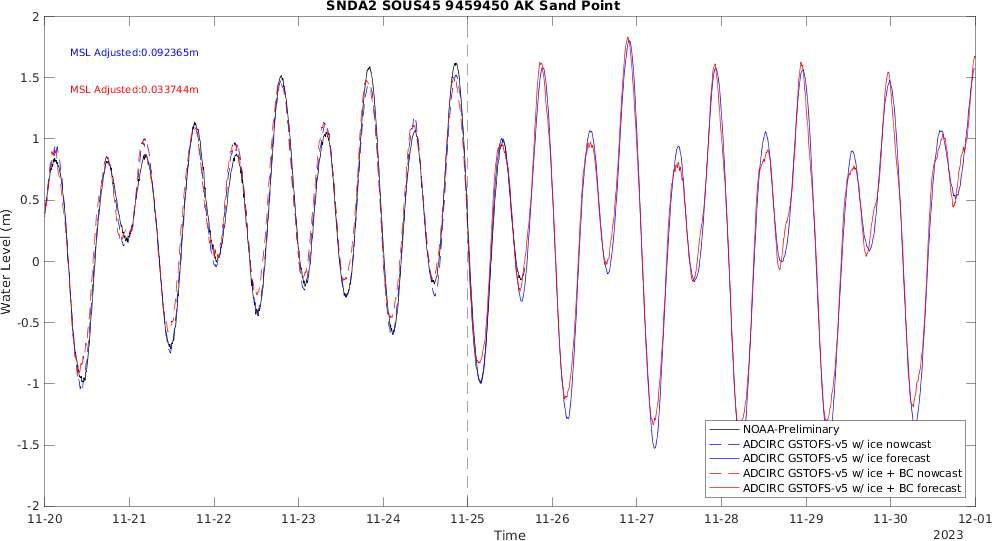 SNDA2 SOUS45 9459450 AK Sand Point
MSL Adjusted:0.092365m
MSL Adjusted:0.033744m
Water Level (m)
2
1.5
1
0.5
0
-0.5
-1
-1.5
-2
NOAA-Preliminary
ADCIRC GSTOFS-v5 w/ ice nowcast
ADCIRC GSTOFS-v5 w/ ice forecast
ADCIRC GSTOFS-v5 w/ ice + BC nowcast
ADCIRC GSTOFS-v5 w/ ice + BC forecast
11-20 11-21 11-22 11-23 11-24 11-25 11-26 11-27 11-28 11-29 11-30 12-01
Time
2023